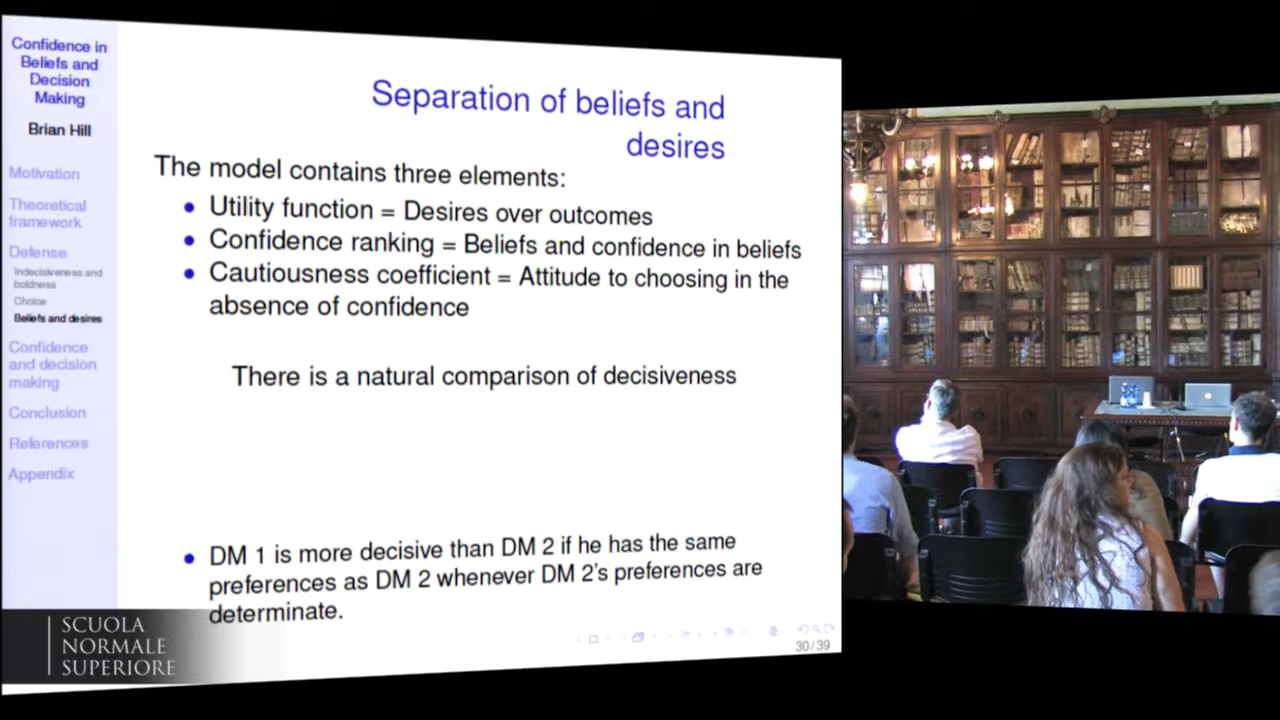 Confidence in
Beliefs and
Decision
Making
Brian Hill
Motivation
Theoretical
framework
Defense
Indecisiveness and
boldness
Choice
Beliefs and desires
Confidence
and decision
making
Conclusion
References
Appendix
Separation of beliefs and
desires
The model contains three elements:
• Utility function = Desires over outcomes
• Confidence ranking = Beliefs and confidence in beliefs
• Cautiousness coefficient = Attitude to choosing in the
absence of confidence
There is a natural comparison of decisiveness
• DM 1 is more decisive than DM 2 if he has the same
preferences as DM 2 whenever DM 2's preferences are
determinate.
30/39
SCUOLA
NORMALE
SUPERIORE